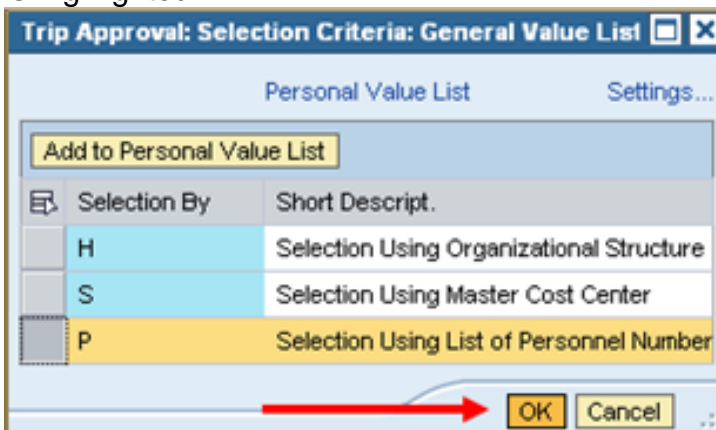 Trip Approval: Selection Criteria: General Value List
Personal Value List Settings...
Add to Personal Value List
Selection By Short Descript.
H Selection Using Organizational Structure
S Selection Using Master Cost Center
P Selection Using List of Personnel Number
OK Cancel